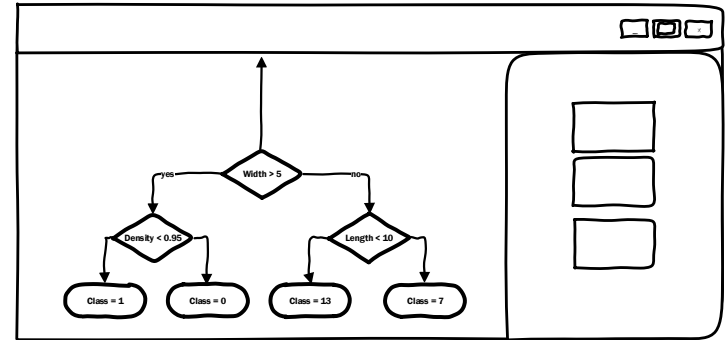 _
x
yes
Width > 5
no
Density < 0.95
Length < 10
Class = 1
Class = 0
Class = 13
Class = 7